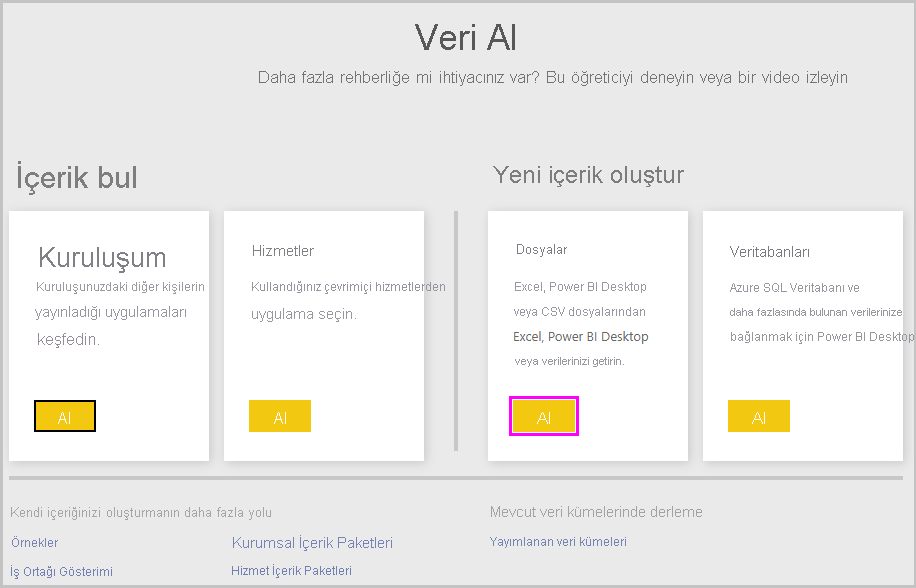 Veri Al
Daha fazla rehberliğe mi ihtiyacınız var? Bu öğreticiyi deneyin veya bir video izleyin
İçerik bul
Kuruluşum
Kuruluşunuzdaki diğer kişilerin
yayınladığı uygulamaları
keşfedin.
Al
Hizmetler
Kullandığınız çevrimiçi hizmetlerden
uygulama seçin.
Al
Yeni içerik oluştur
Dosyalar
Excel, Power BI Desktop
veya CSV dosyalarından
Excel, Power BI Desktop
veya verilerinizi getirin.
Al
Veritabanları
Azure SQL Veritabanı ve
daha fazlasında bulunan verilerinize
bağlanmak için Power BI Desktop
Al
Kendi içeriğinizi oluşturmanın daha fazla yolu
Örnekler
Kurumsal İçerik Paketleri
İş Ortağı Gösterimi
Hizmet İçerik Paketleri
Mevcut veri kümelerinde derleme
Yayımlanan veri kümeleri